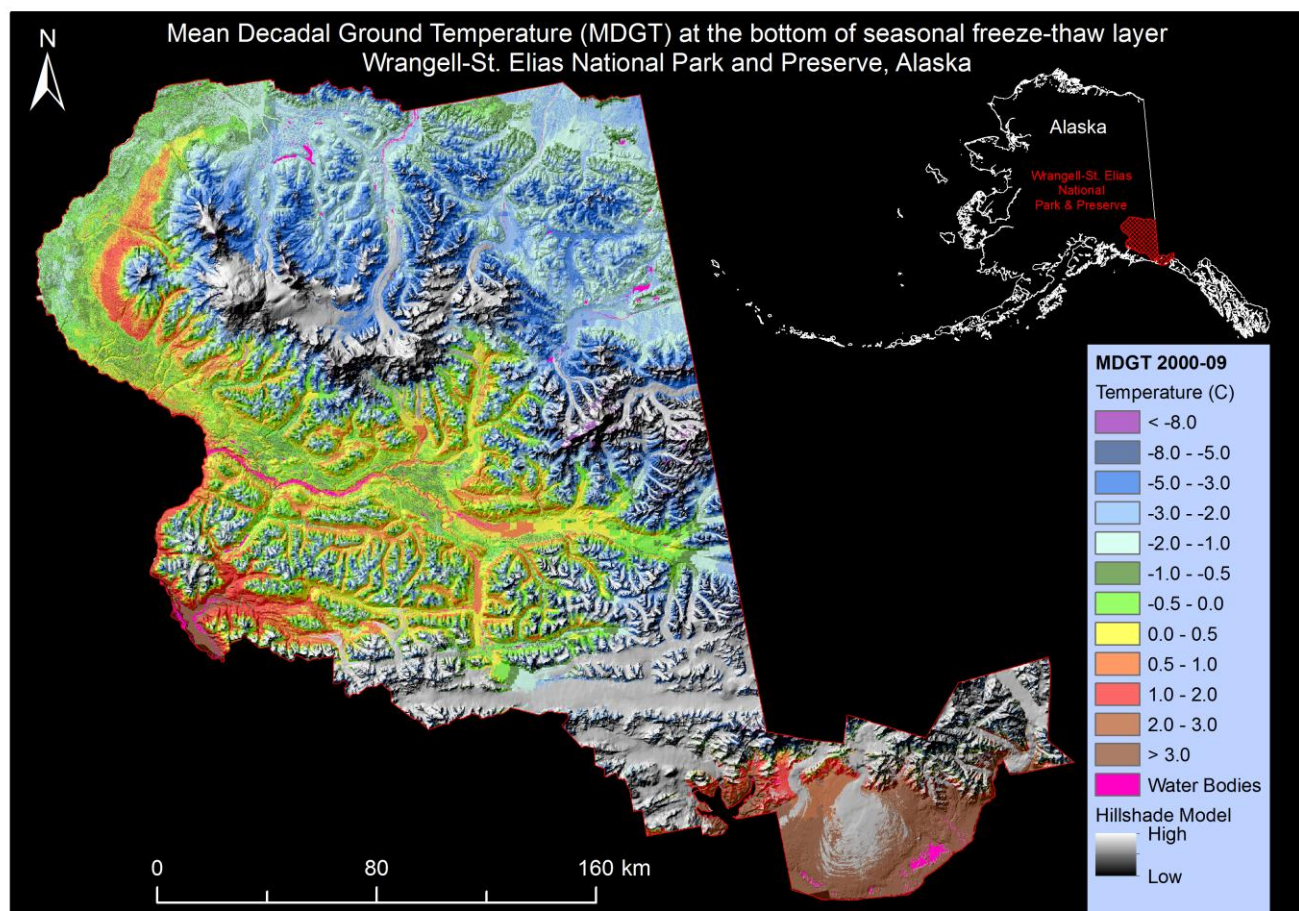 Mean Decadal Ground Temperature (MDGT) at the bottom of seasonal freeze-thaw layer
Wrangell-St. Elias National Park and Preserve, Alaska
N
Alaska
Wrangell-St. Elias
National
Park & Preserve
MDGT 2000-09
Temperature (C)
< -8.0
-8.0 - -5.0
-5.0 - -3.0
-3.0 - -2.0
-2.0 - -1.0
-1.0 - -0.5
-0.5 - 0.0
0.0 - 0.5
0.5 - 1.0
1.0 - 2.0
2.0 - 3.0
> 3.0
Water Bodies
Hillshade Model
High
Low
0 80 160 km